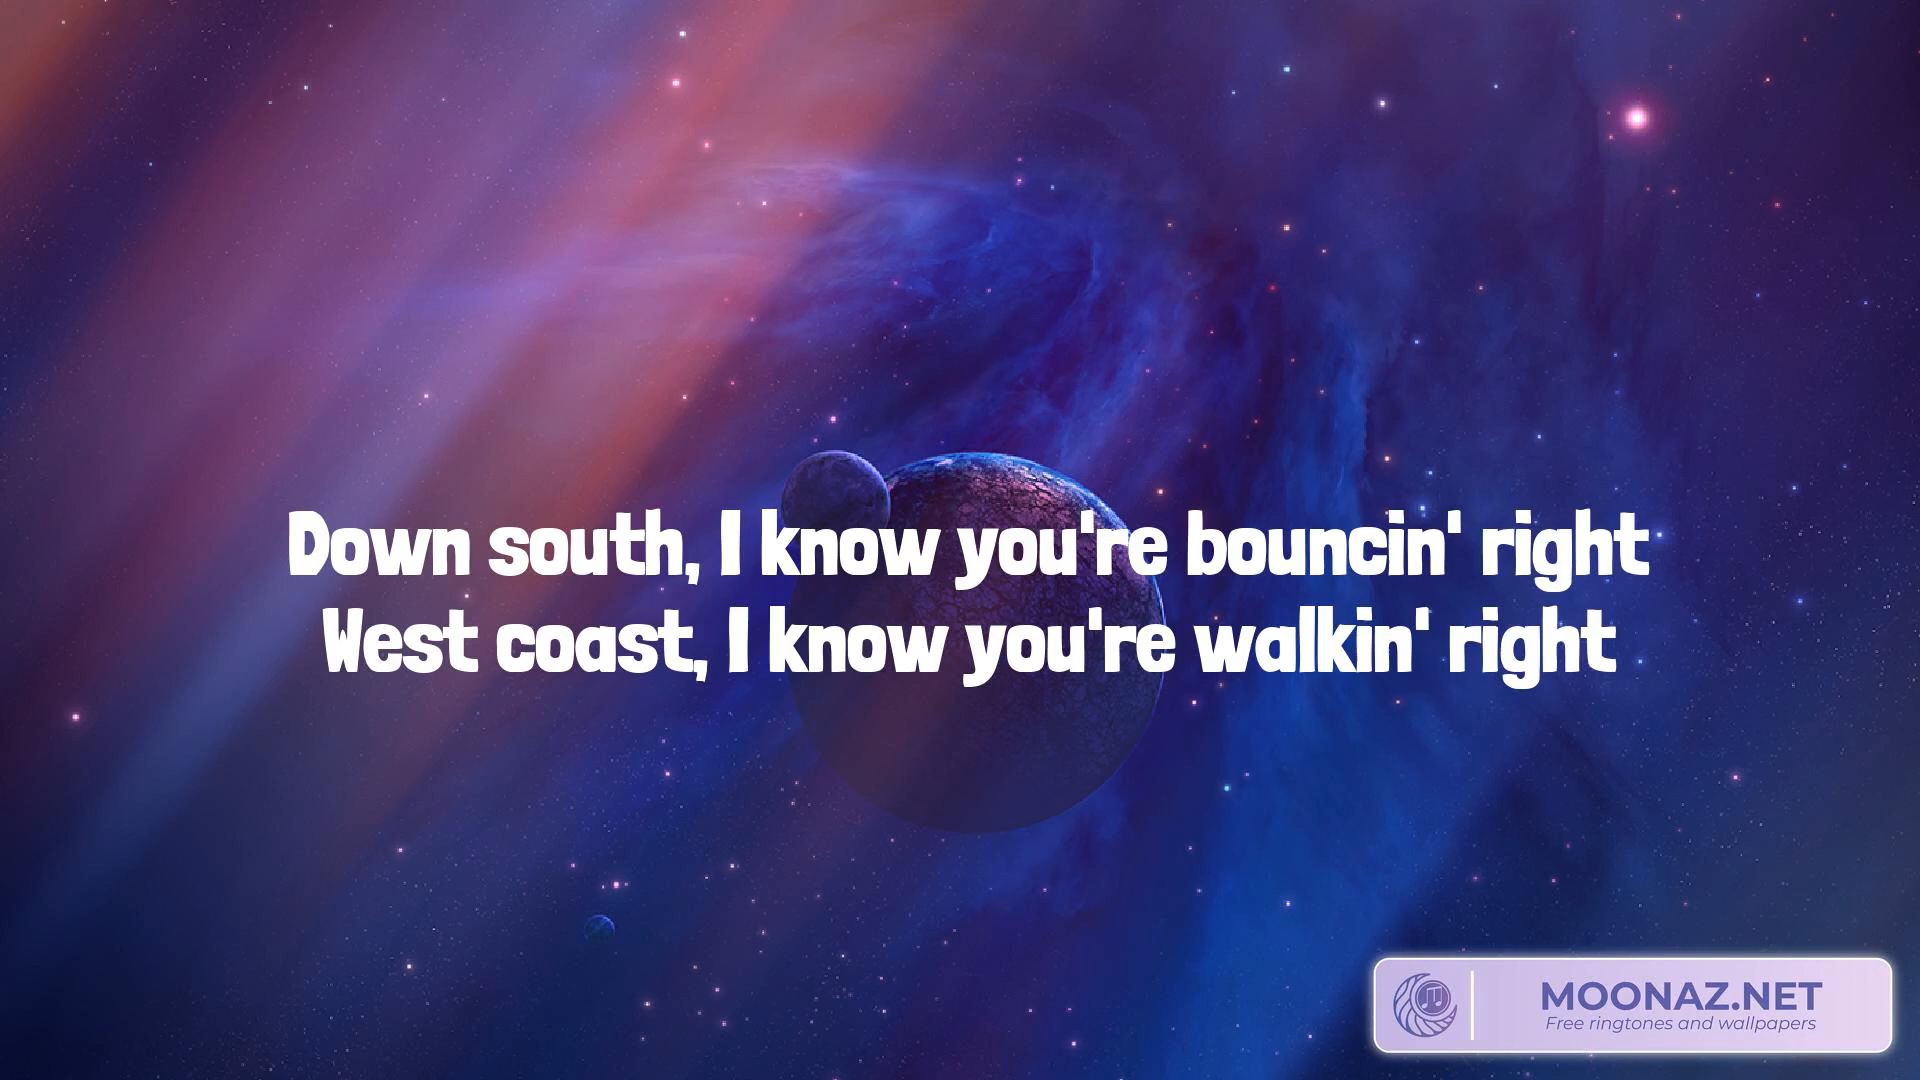 Down south, I know you're bouncin' right
West coast, I know you're walkin' right
MOONAZ.NET
Free ringtones and wallpapers